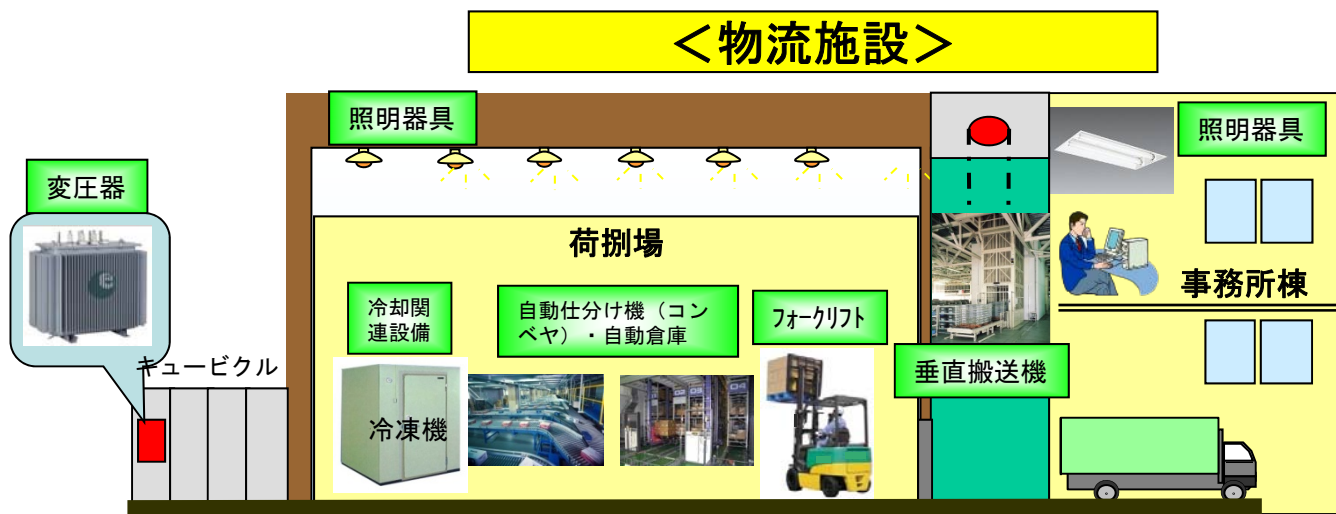 <物流施設>
照明器具
照明器具
変圧器
荷捌場
冷却関
連設備
自動仕分け機（コン
ベヤ）・自動倉庫
フォークリフト
事務所棟
キュービクル
垂直搬送機
冷凍機